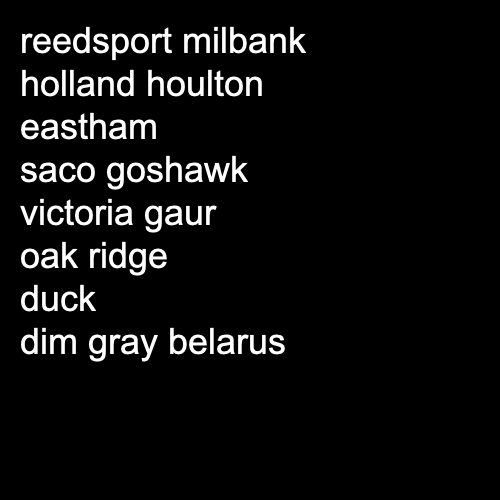 reedsport milbank
holland houlton
eastham
saco goshawk
victoria gaur
oak ridge
duck
dim gray belarus